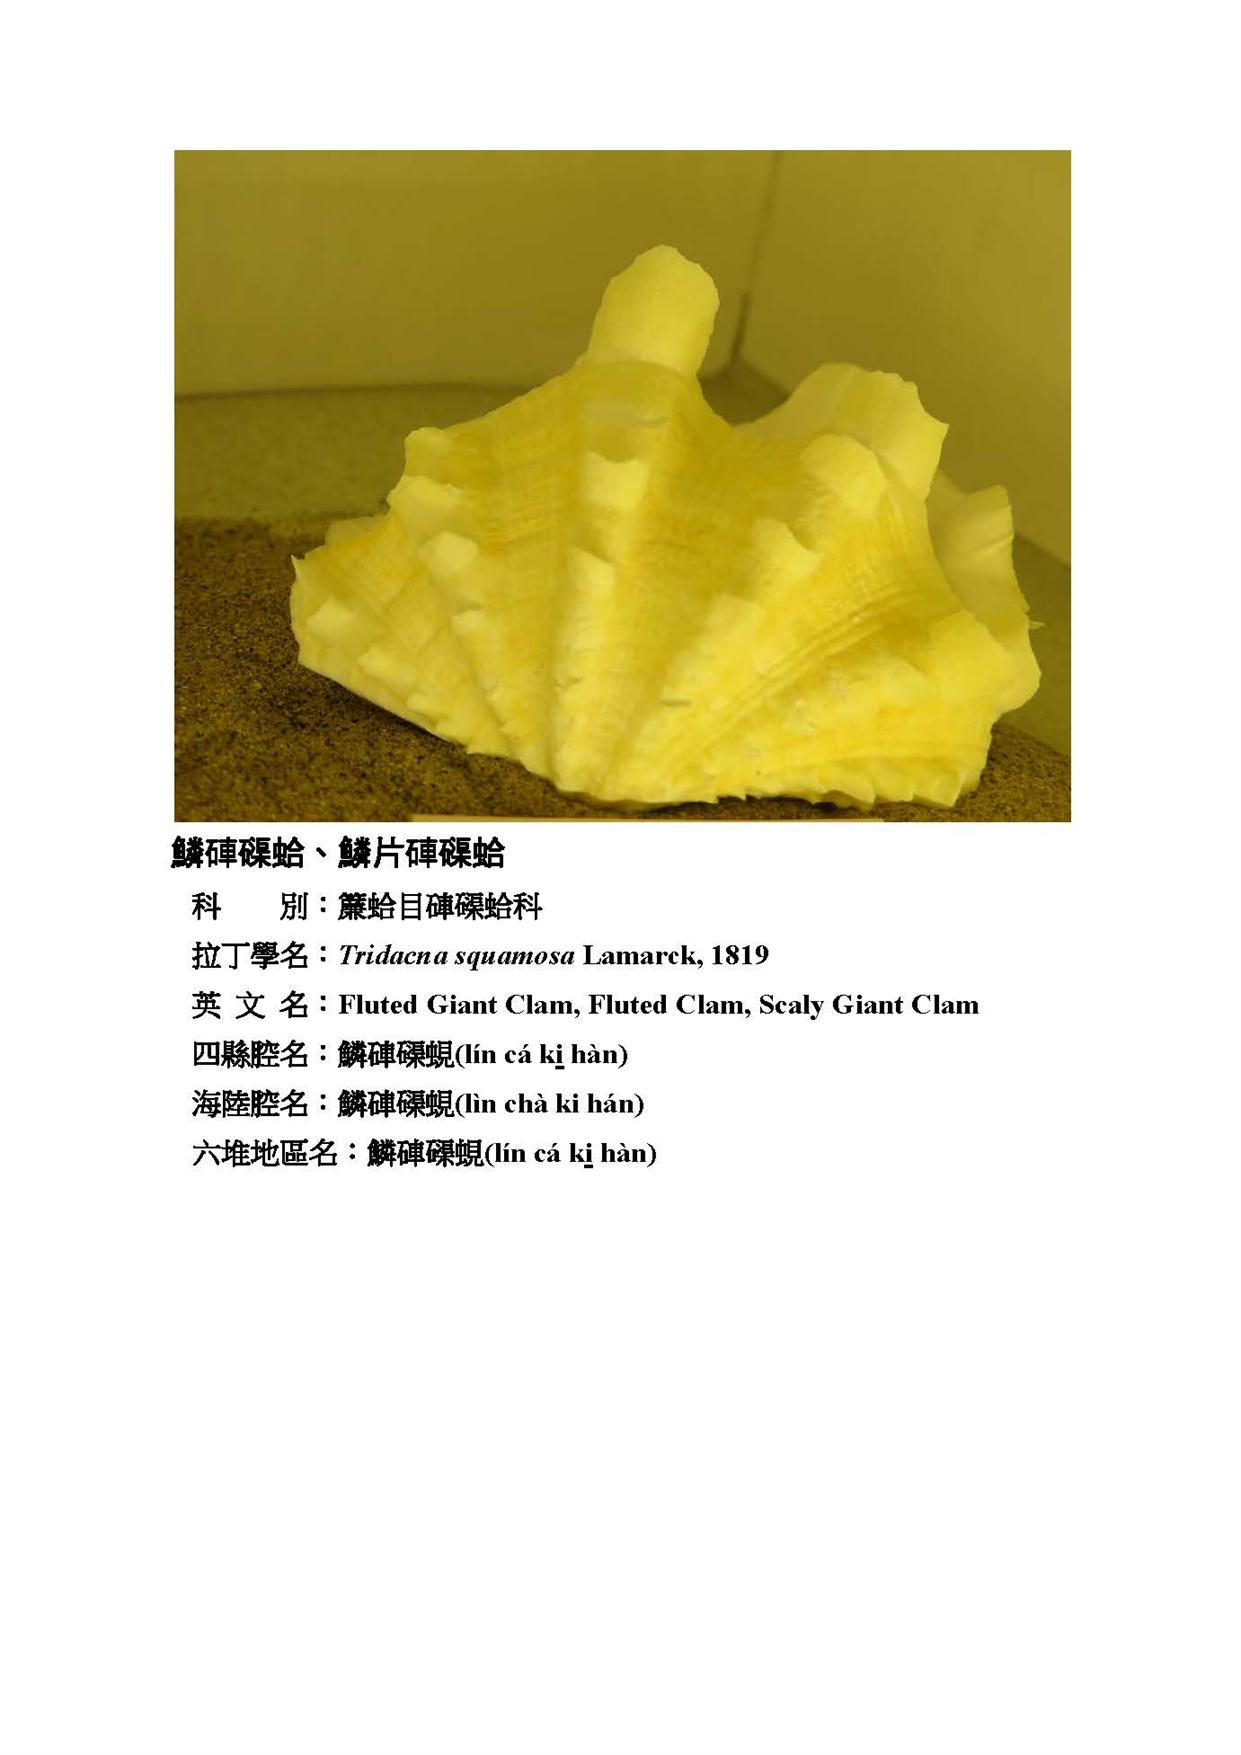 鱗硨磲蛤、鱗片硨磲蛤
科　　別：簾蛤目硨磲蛤科
拉丁學名：Tridacna squamosa Lamarck, 1819
英 文 名：Fluted Giant Clam, Fluted Clam, Scaly Giant Clam
四縣腔名：鱗硨磲蜆(lín cá ki̲ hàn)
海陸腔名：鱗硨磲蜆(lìn chà ki hán)
六堆地區名：鱗硨磲蜆(lín cá ki̲ hàn)